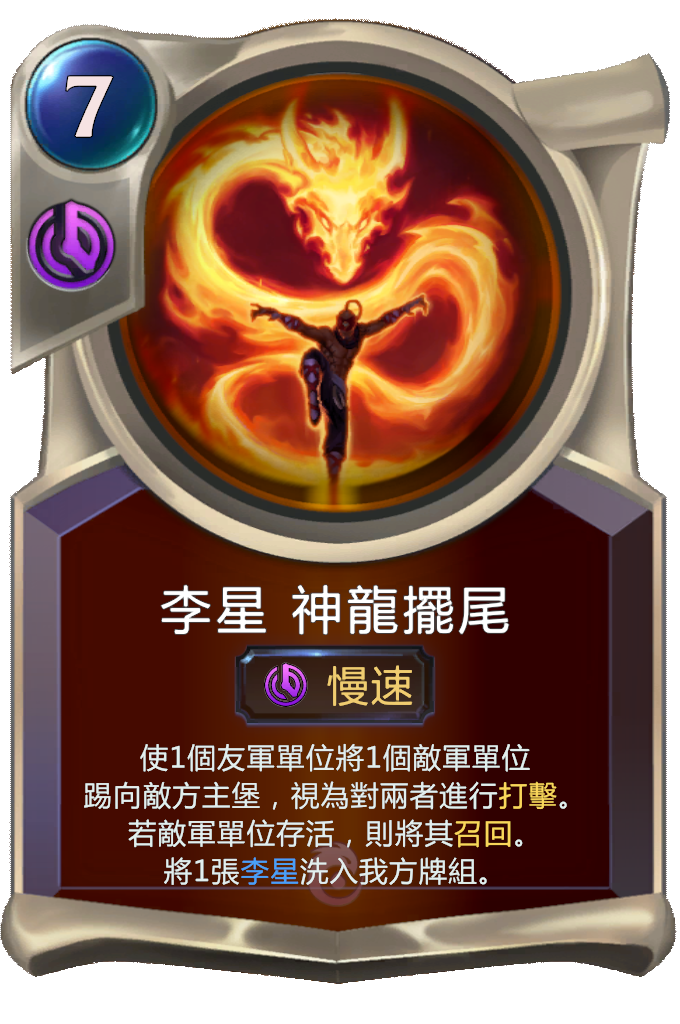 7
李星 神龍擺尾
慢速
使1個友軍單位將1個敵軍單位
踢向敵方主堡，視為對兩者進行打擊。
若敵軍單位存活，則將其召回。
將1張李星洗入我方牌組。